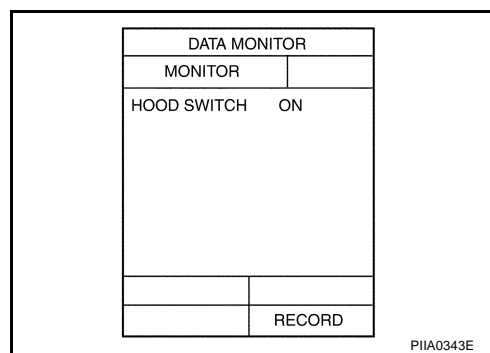 DATA MONITOR
MONITOR
HOOD SWITCH ON
RECORD
PIIA0343E